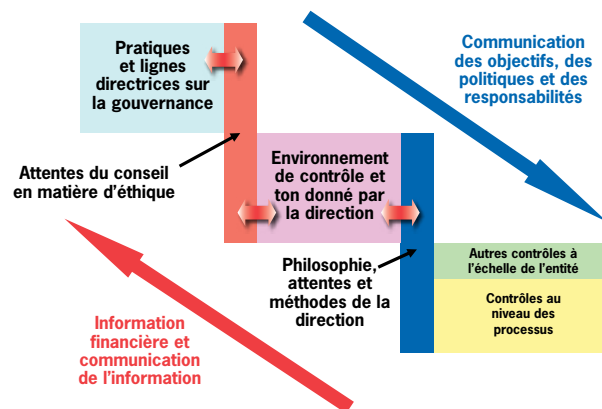 Pratiques
et lignes
directrices sur
la gouvernance
Communication
des objectifs, des
politiques et des
responsabilités
Attentes du conseil
en matière d'éthique
Environnement
de contrôle et
ton donné par
la direction
Philosophie,
attentes et
méthodes de la
direction
Autres contrôles à
l'échelle de l'entité
Contrôles au
niveau des
processus
Information
financière et
communication
de l'information